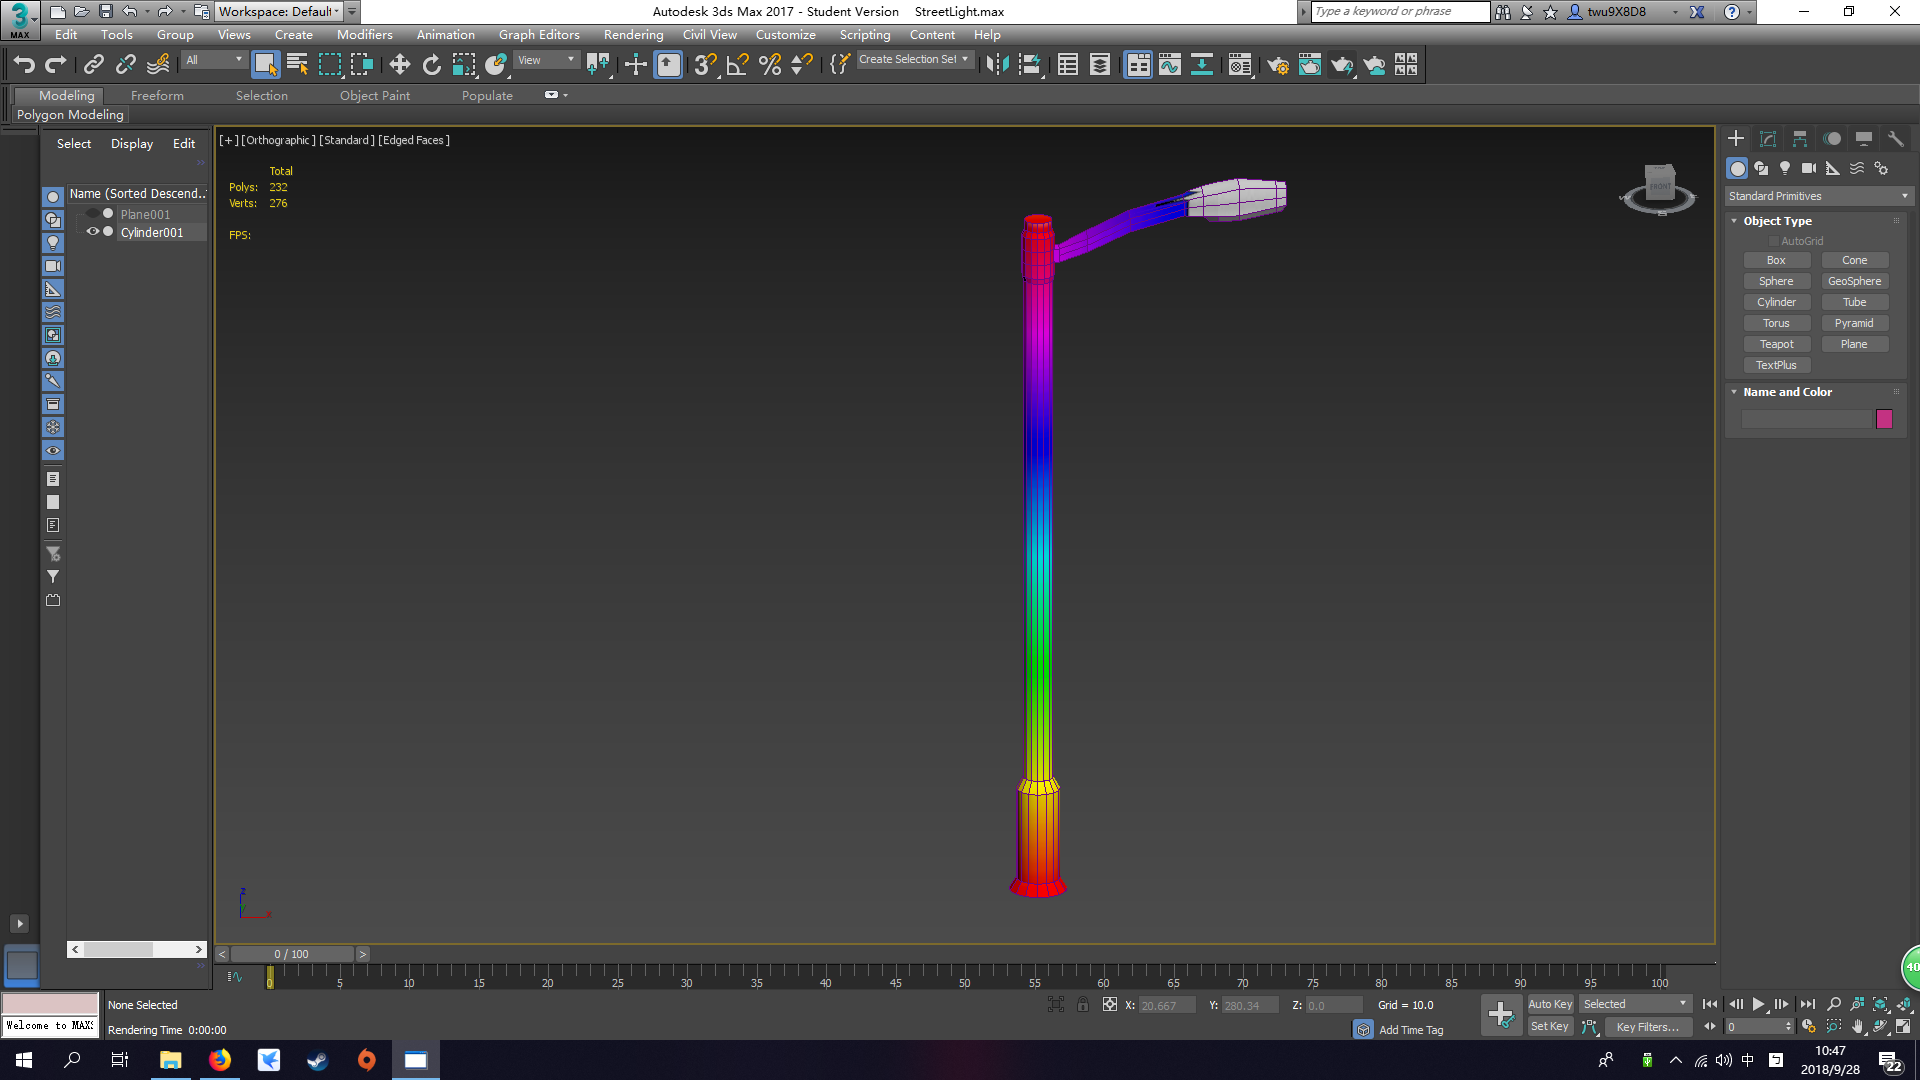 Workspace: Default
Autodesk 3ds Max 2017 - Student Version StreetLight.max
Type a keyword or phrase
twu9X8D8
3
MAX
Edit Tools Group Views Create Modifiers Animation Graph Editors Rendering Civil View Customize Scripting Content Help
All
View
Create Selection Set
Modeling Freeform Selection Object Paint Populate
Polygon Modeling
Select Display Edit
Name (Sorted Descend...
Plane001
Cylinder001
[+] [Orthographic] [Standard] [Edged Faces]
Total
Polys: 232
Verts: 276
FPS:
FRONT
Standard Primitives
Object Type
AutoGrid
Box Cone
Sphere GeoSphere
Cylinder Tube
Torus Pyramid
Teapot Plane
TextPlus
Name and Color
z
x
0 / 100
0 5 10 15 20 25 30 35 40 45 50 55 60 65 70 75 80 85 90 95 100
40
None Selected
X: 20.667 Y: 280.34 Z: 0.0 Grid = 10.0
Auto Key Selected
Welcome to MAX
Rendering Time 0:00:00
Add Time Tag
Set Key Key Filters...
0
中
10:47
2018/9/28
22